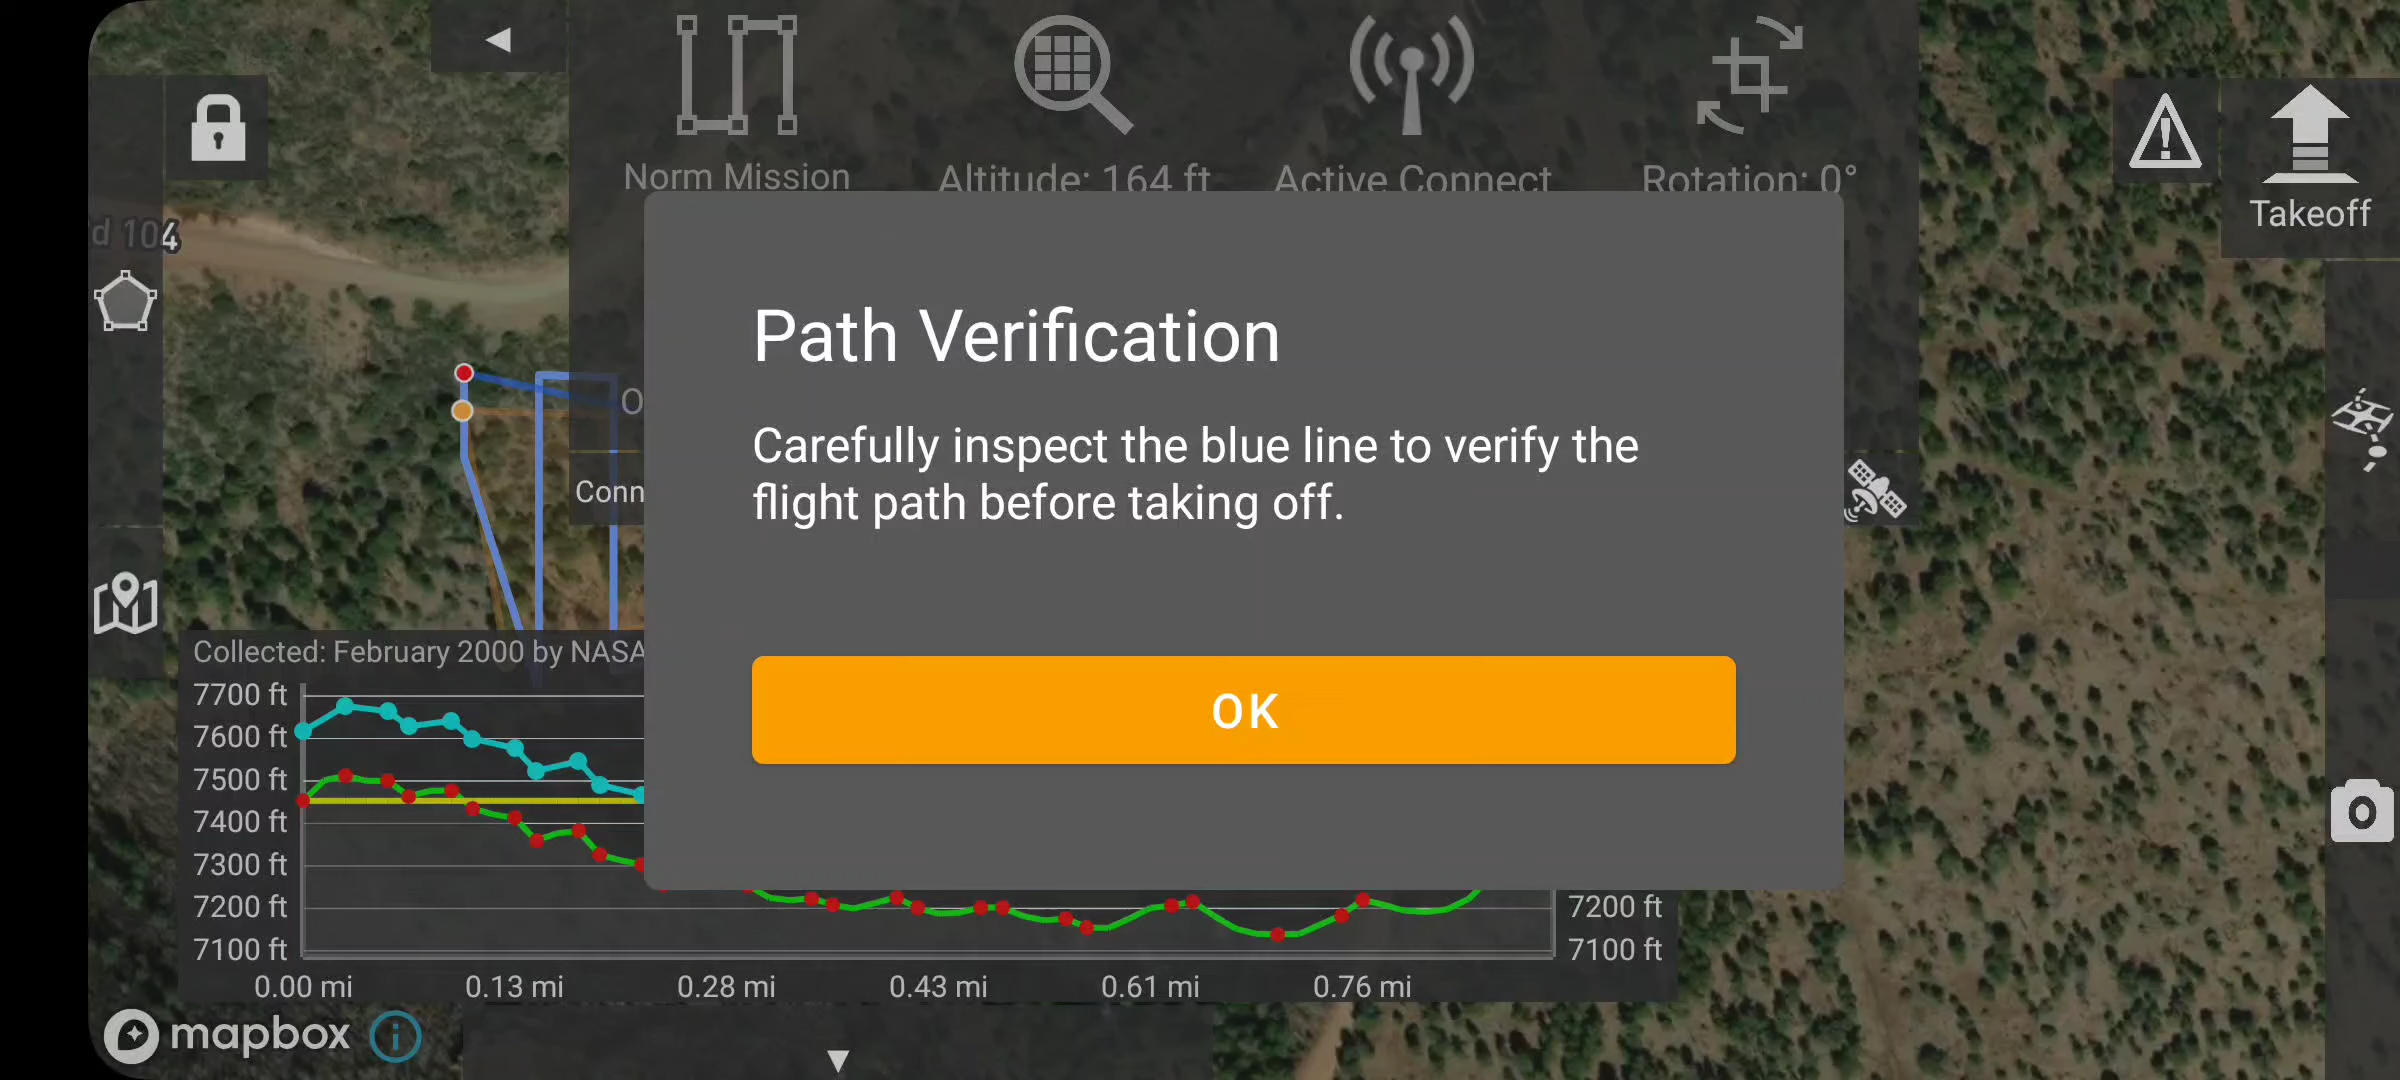 Norm Mission
Altitude: 164 ft
Active Connect
Rotation: 0°
Takeoff
d 104
Path Verification
Carefully inspect the blue line to verify the
flight path before taking off.
OK
O
Conn
Collected: February 2000 by NASA
7700 ft
7600 ft
7500 ft
7400 ft
7300 ft
7200 ft
7100 ft
7200 ft
7100 ft
0.00 mi
0.13 mi
0.28 mi
0.43 mi
0.61 mi
0.76 mi
mapbox
i